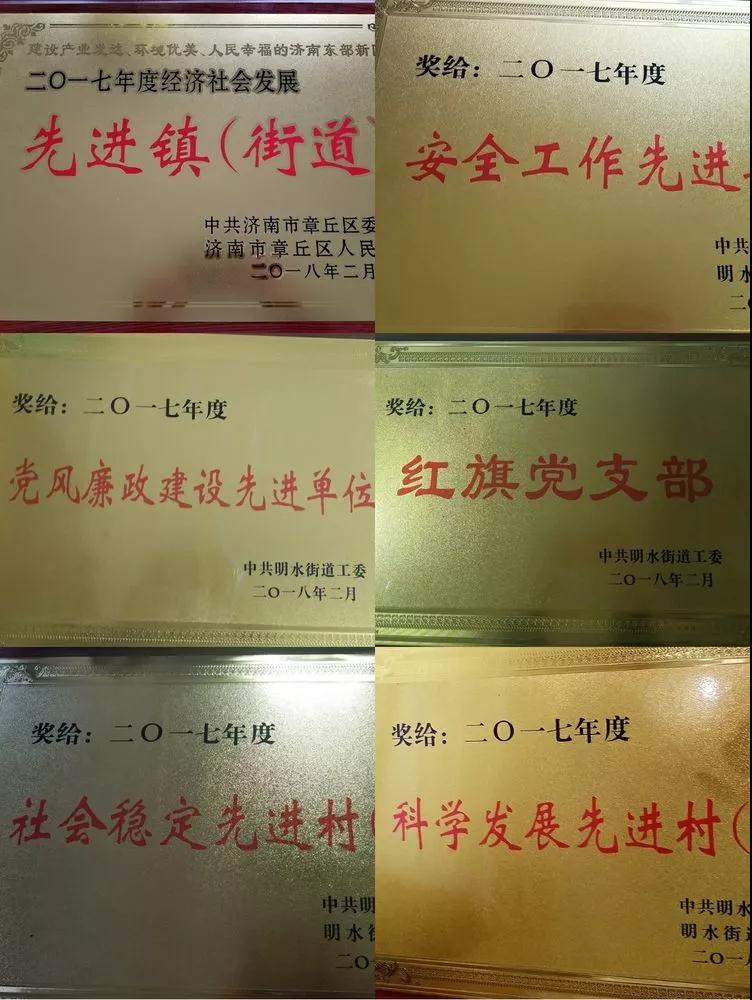 建设产业发达、环境优美、人民幸福的济南东部新
二〇一七年度经济社会发展
先进镇(街道
中共济南市章丘区委
济南市章丘区人民
二〇一八年二月
奖给：二〇一七年度
安全工作先进
中共
明水
二〇
奖给：二〇一七年度
党风廉政建设先进单位
中共明水街道工委
二〇一八年二月
奖给：二〇一七年度
红旗党支部
中共明水街道工委
二〇一八年二月
奖给：二〇一七年度
社会稳定先进村(
中共明
明水街
二〇
奖给：二〇一七年度
科学发展先进村(
中共明水
明水街道
二〇一八